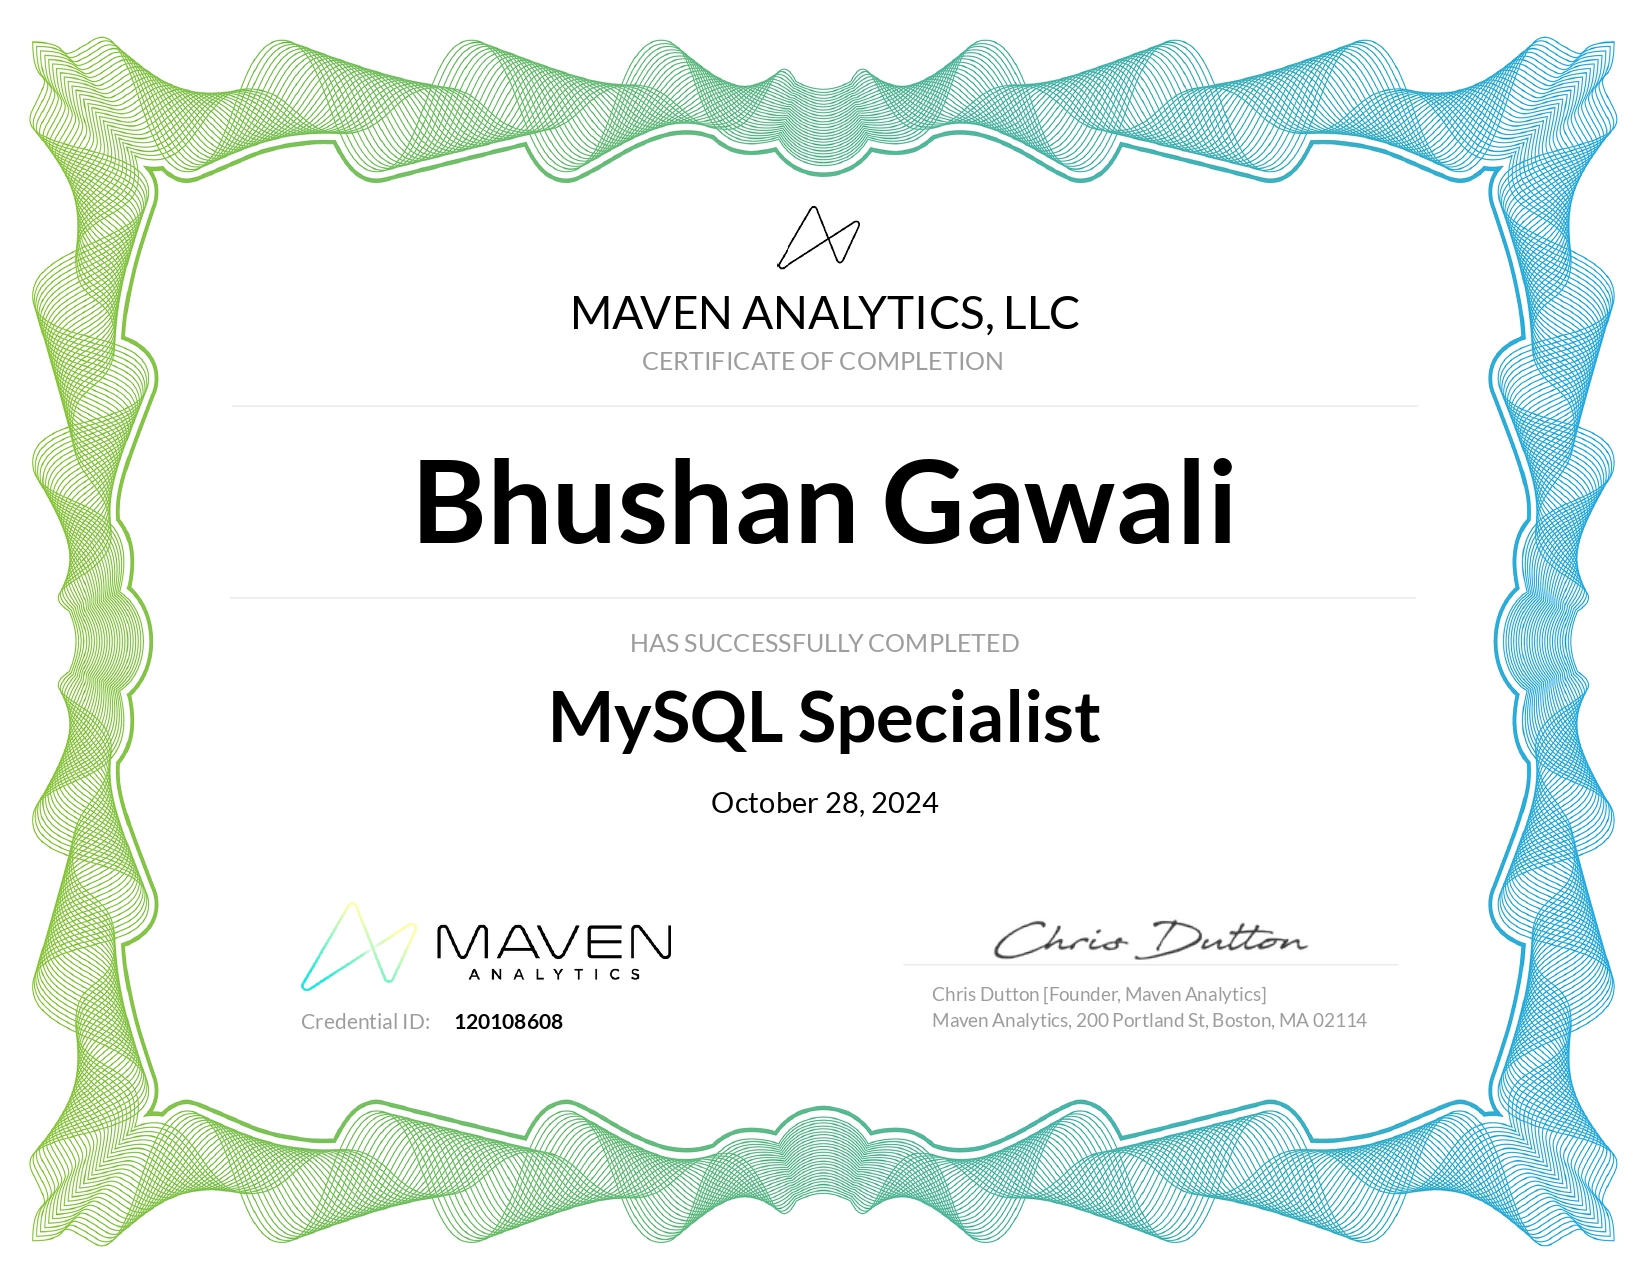 MAVEN ANALYTICS, LLC
CERTIFICATE OF COMPLETION
Bhushan Gawali
HAS SUCCESSFULLY COMPLETED
MySQL Specialist
October 28, 2024
MAVEN
ANALYTICS
Credential ID: 120108608
Chris Dutton
Chris Dutton [Founder, Maven Analytics]
Maven Analytics, 200 Portland St, Boston, MA 02114